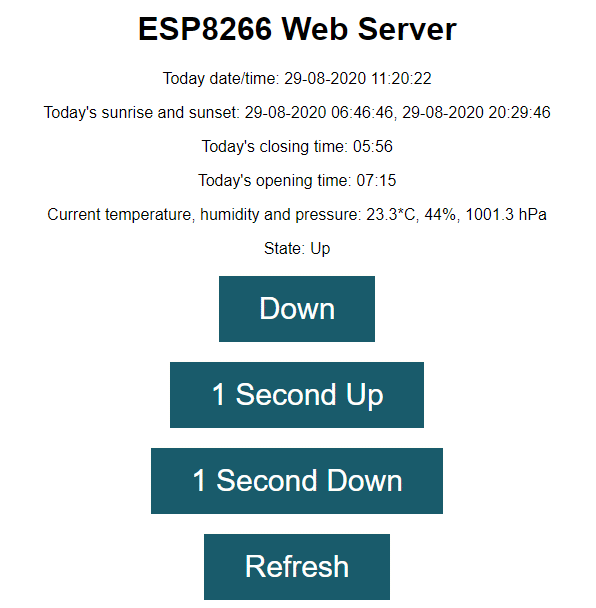 ESP8266 Web Server
Today date/time: 29-08-2020 11:20:22
Today's sunrise and sunset: 29-08-2020 06:46:46, 29-08-2020 20:29:46
Today's closing time: 05:56
Today's opening time: 07:15
Current temperature, humidity and pressure: 23.3*C, 44%, 1001.3 hPa
State: Up
Down
1 Second Up
1 Second Down
Refresh